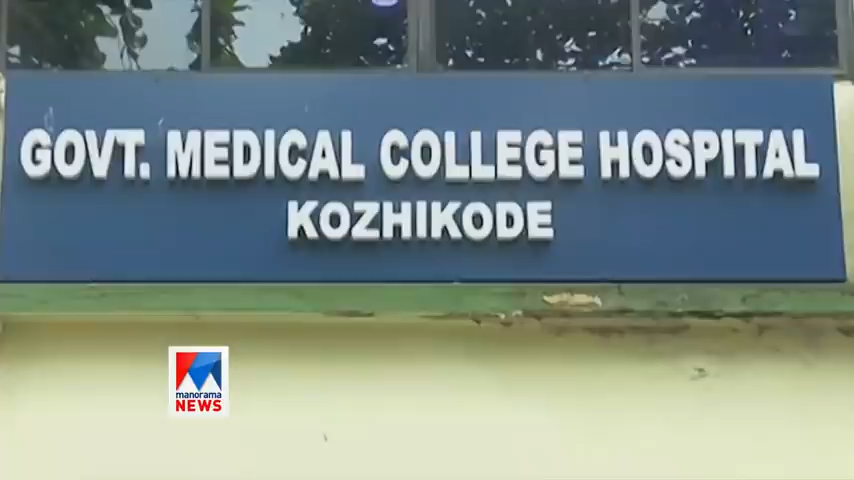 GOVT. MEDICAL COLLEGE HOSPITAL
KOZHIKODE
manorama
NEWS